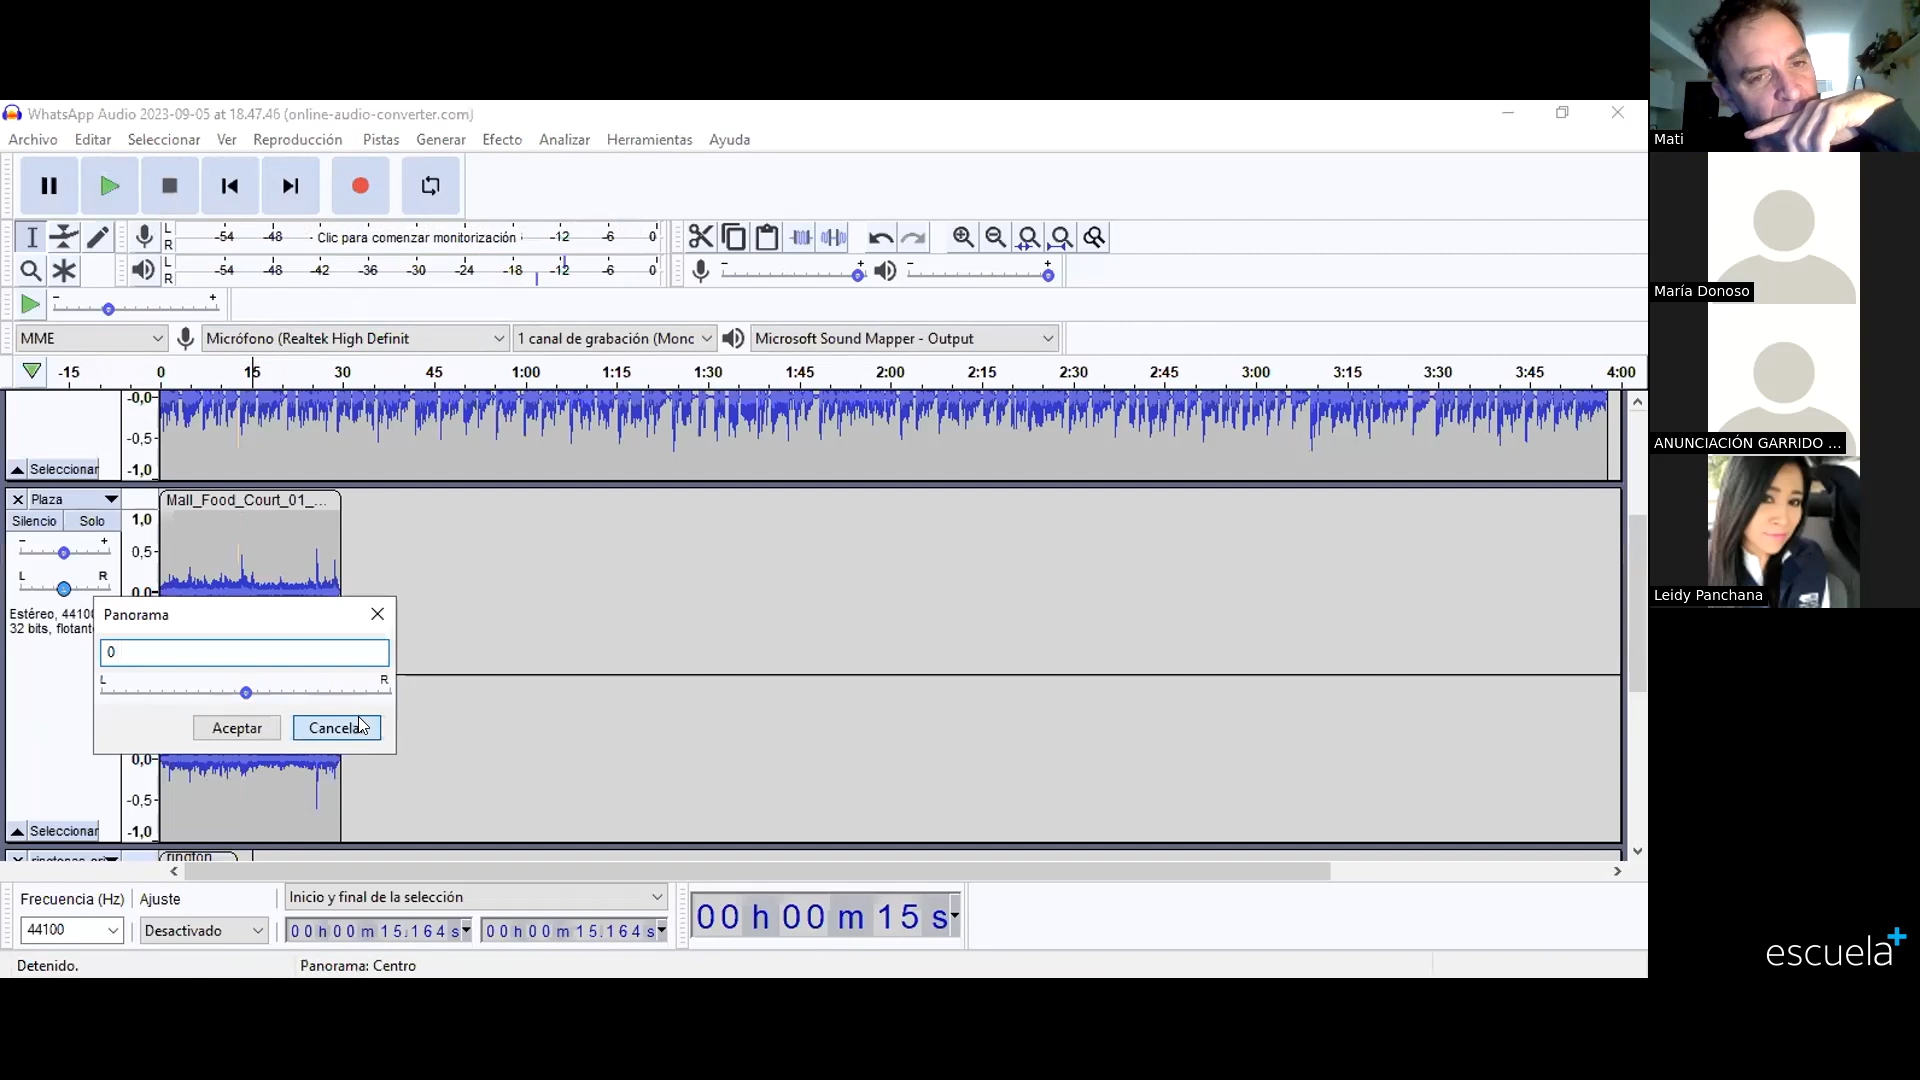 WhatsApp Audio 2023-09-05 at 18.47.46 (online-audio-converter.com)
Archivo Editar Seleccionar Ver Reproducción Pistas Generar Efecto Analizar Herramientas Ayuda
L
R
-54 -48 - Clic para comenzar monitorización -12 -6 0
L
R
-54 -48 -42 -36 -30 -24 -18 -12 -6 0
- +
- +
- +
MME
Micrófono (Realtek High Definit
1 canal de grabación (Monc
Microsoft Sound Mapper - Output
-15 0 15 30 45 1:00 1:15 1:30 1:45 2:00 2:15 2:30 2:45 3:00 3:15 3:30 3:45 4:00
-0,0-
-0,5-
-1,0
Seleccionar
Plaza
Mall_Food_Court_01_...
Silencio Solo
1,0
- +
0,5-
L R
0,0-
Estéreo, 4410
32 bits, flotant
Panorama
0
L R
Aceptar
Cancela
0,0-
-0,5-
-1,0
Seleccionar
rington
Frecuencia (Hz)
Ajuste
Inicio y final de la selección
44100
Desactivado
00 h 00 m 15.164 s
00 h 00 m 15.164 s
00 h 00 m 15 s
Detenido.
Panorama: Centro
Mati
María Donoso
ANUNCIACIÓN GARRIDO ...
Leidy Panchana
escuela+